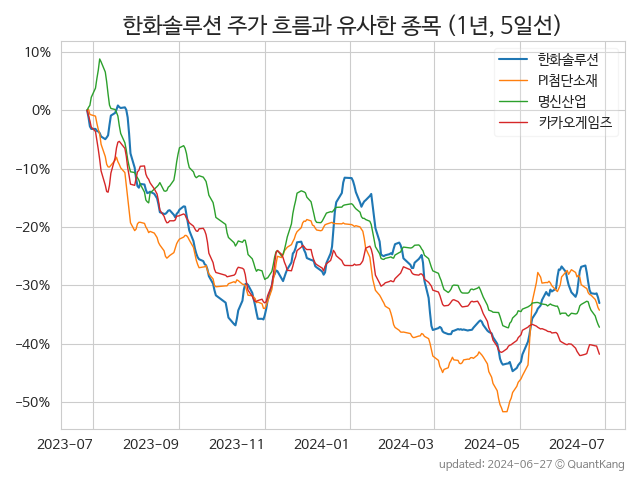 한화솔루션 주가 흐름과 유사한 종목 (1년, 5일선)
한화솔루션
PI첨단소재
명신산업
카카오게임즈
10%
0%
−10%
−20%
−30%
−40%
−50%
2023-07 2023-09 2023-11 2024-01 2024-03 2024-05 2024-07
updated: 2024-06-27 © QuantKang